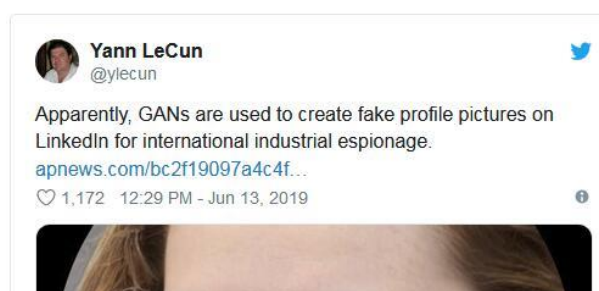 Yann LeCun
@ylecun
Apparently, GANs are used to create fake profile pictures on
LinkedIn for international industrial espionage.
apnews.com/bc2f19097a4c4f...
1,172 12:29 PM - Jun 13, 2019